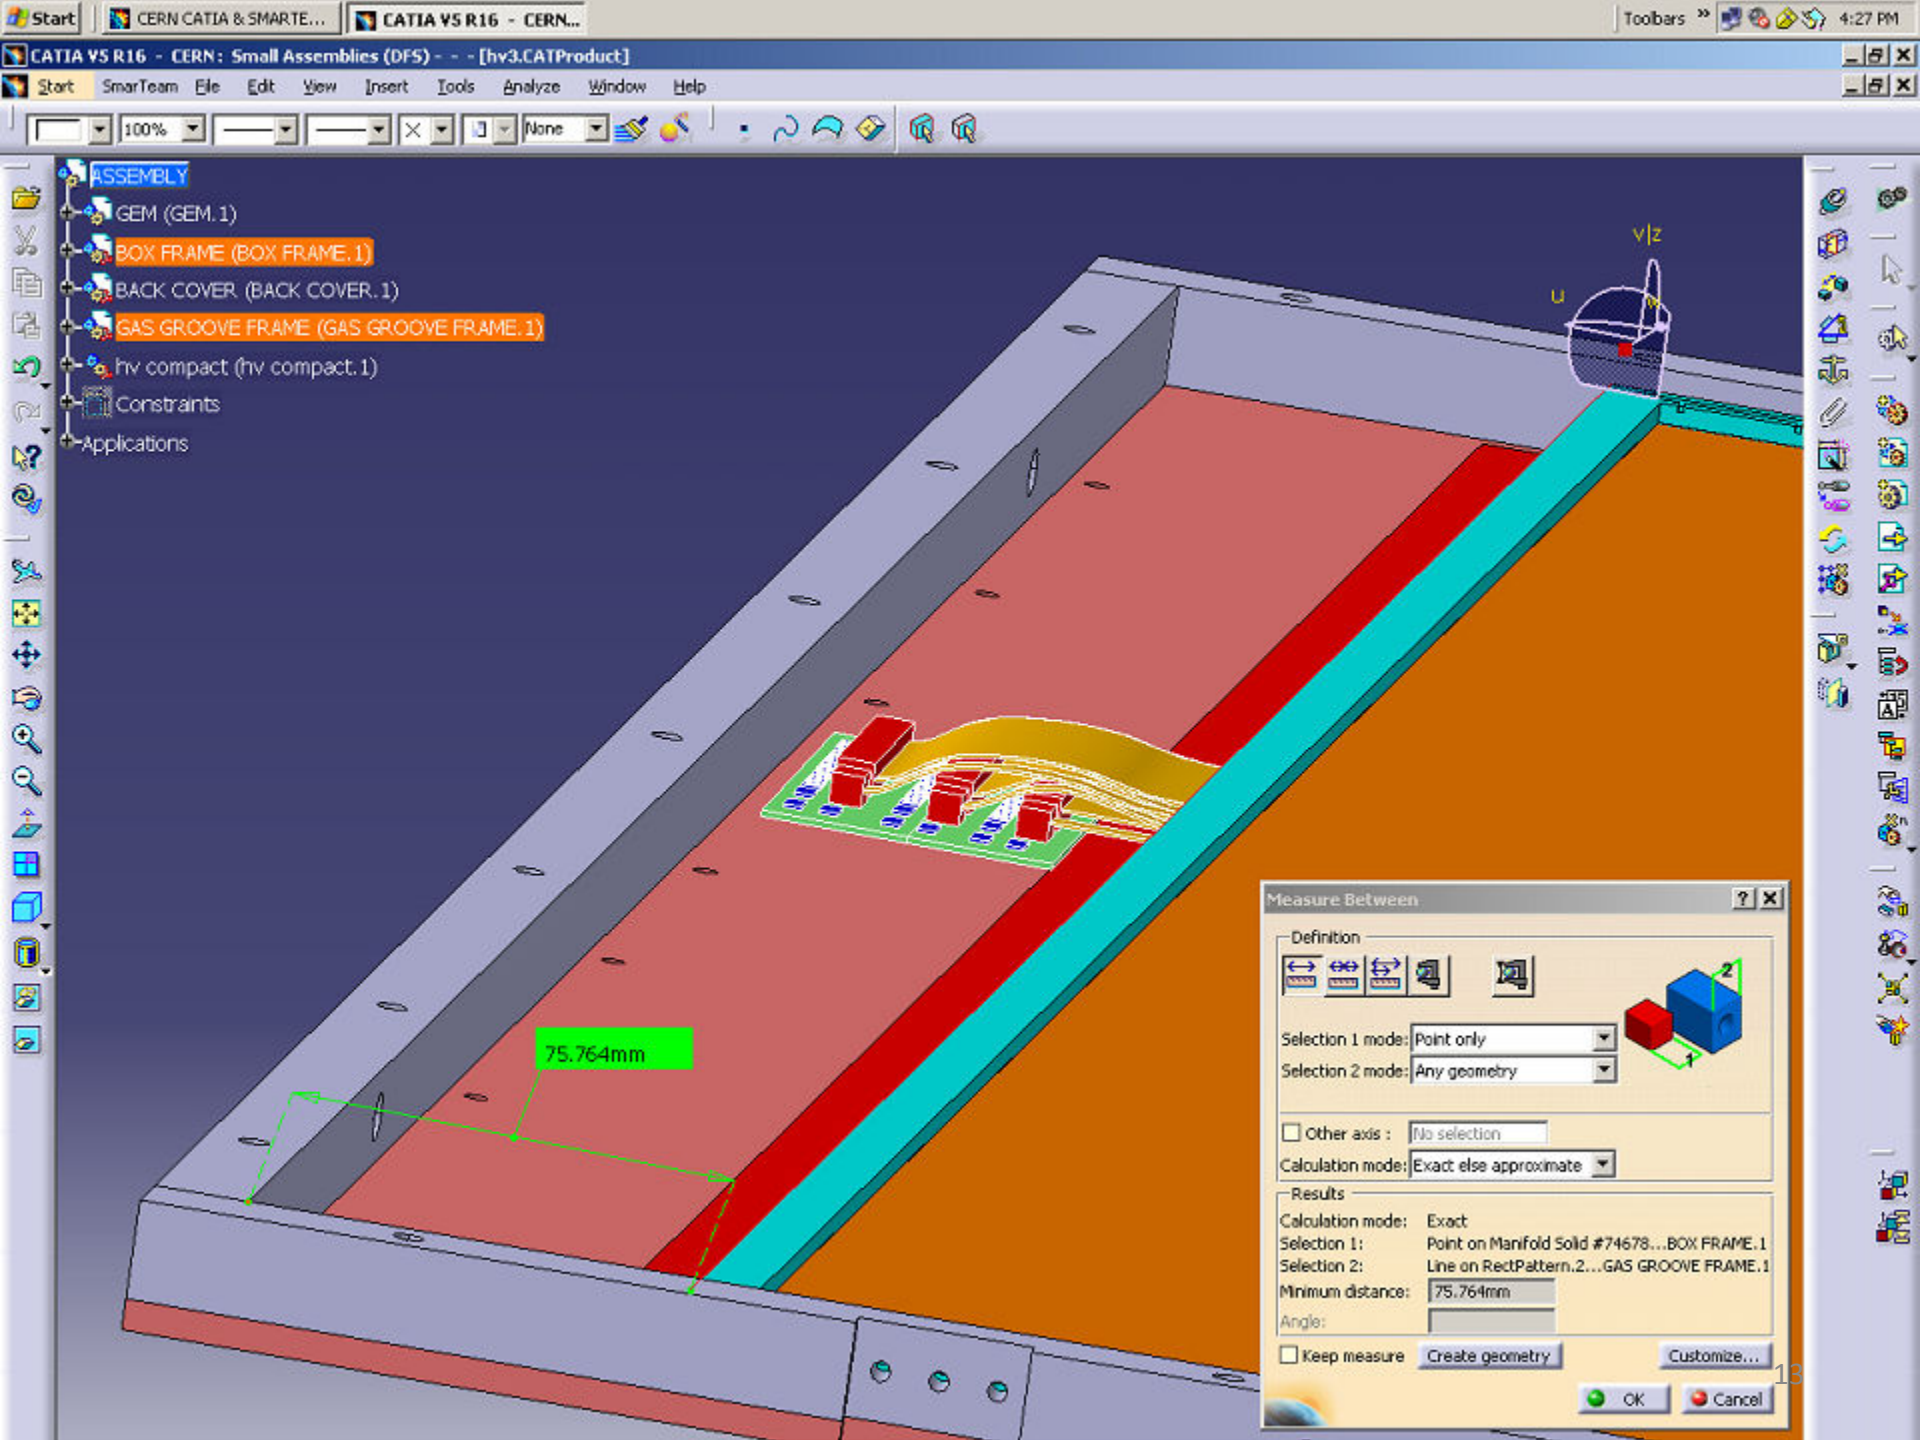 Start
CERN CATIA & SMARTE...
CATIA V5 R16 - CERN...
Toolbars »
4:27 PM
CATIA V5 R16 - CERN: Small Assemblies (DFS) - - - [hv3.CATProduct]
Start SmarTeam File Edit View Insert Tools Analyze Window Help
100%
None
ASSEMBLY
GEM (GEM.1)
BOX FRAME (BOX FRAME.1)
BACK COVER (BACK COVER.1)
GAS GROOVE FRAME (GAS GROOVE FRAME.1)
hv compact (hv compact.1)
Constraints
Applications
v|z
u
75.764mm
Measure Between
Definition
2
1
Selection 1 mode: Point only
Selection 2 mode: Any geometry
Other axis : No selection
Calculation mode: Exact else approximate
Results
Calculation mode: Exact
Selection 1: Point on Manifold Solid #74678...BOX FRAME.1
Selection 2: Line on RectPattern.2...GAS GROOVE FRAME.1
Minimum distance: 75.764mm
Angle:
Keep measure Create geometry Customize...
13
OK Cancel